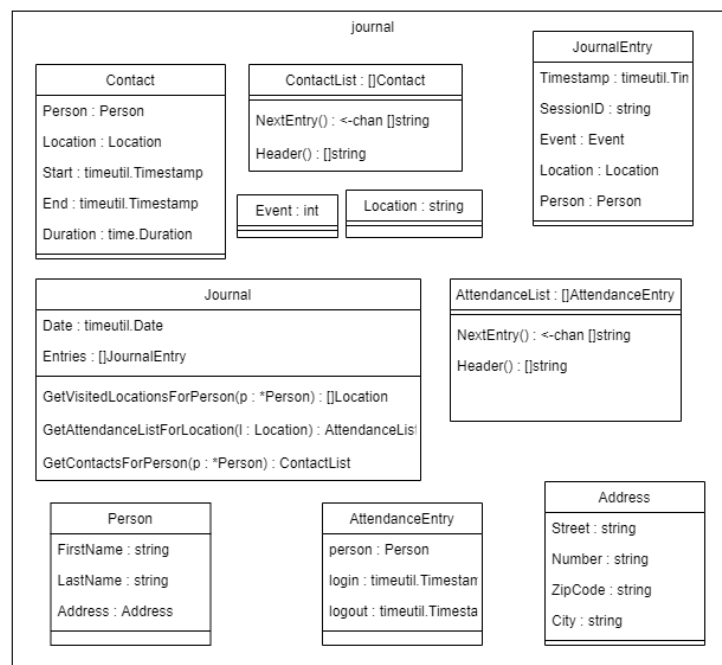 journal
Contact
Person : Person
Location : Location
Start : timeutil.Timestamp
End : timeutil.Timestamp
Duration : time.Duration
ContactList : []Contact
NextEntry() : <-chan []string
Header() : []string
Event : int
Location : string
JournalEntry
Timestamp : timeutil.Tim
SessionID : string
Event : Event
Location : Location
Person : Person
Journal
Date : timeutil.Date
Entries : []JournalEntry
GetVisitedLocationsForPerson(p : *Person) : []Location
GetAttendanceListForLocation(l : Location) : AttendanceList
GetContactsForPerson(p : *Person) : ContactList
AttendanceList : []AttendanceEntry
NextEntry() : <-chan []string
Header() : []string
Person
FirstName : string
LastName : string
Address : Address
AttendanceEntry
person : Person
login : timeutil.Timestam
logout : timeutil.Timesta
Address
Street : string
Number : string
ZipCode : string
City : string